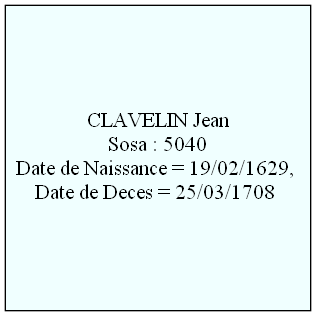 CLAVELIN Jean
Sosa : 5040
Date de Naissance = 19/02/1629,
Date de Deces = 25/03/1708